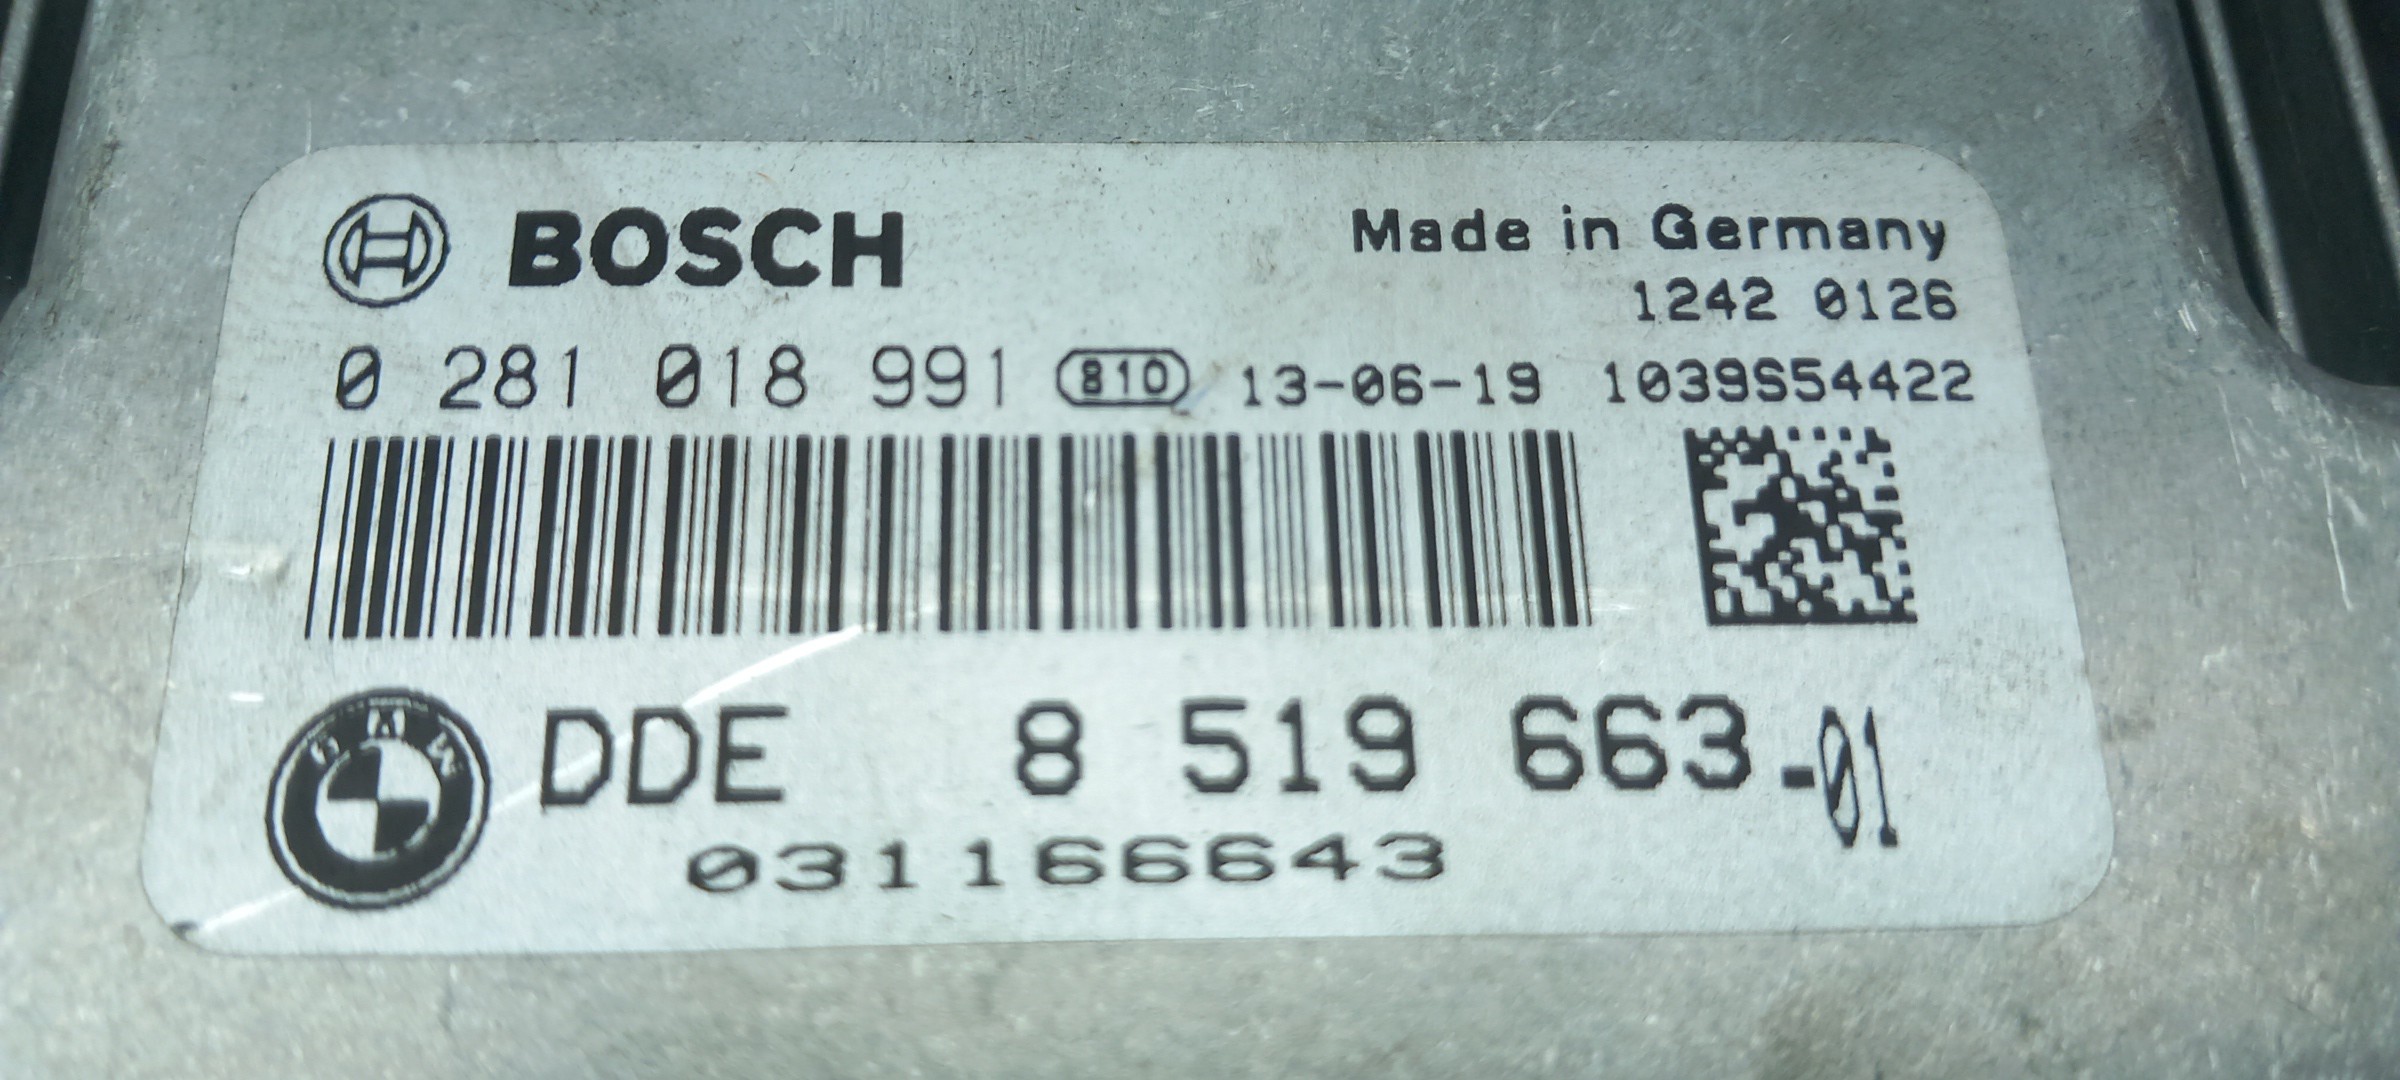 BOSCH
Made in Germany
1242 0126
0 281 018 991 810 13-06-19 1039S54422
BMW DDE 8 519 663-01
031166643